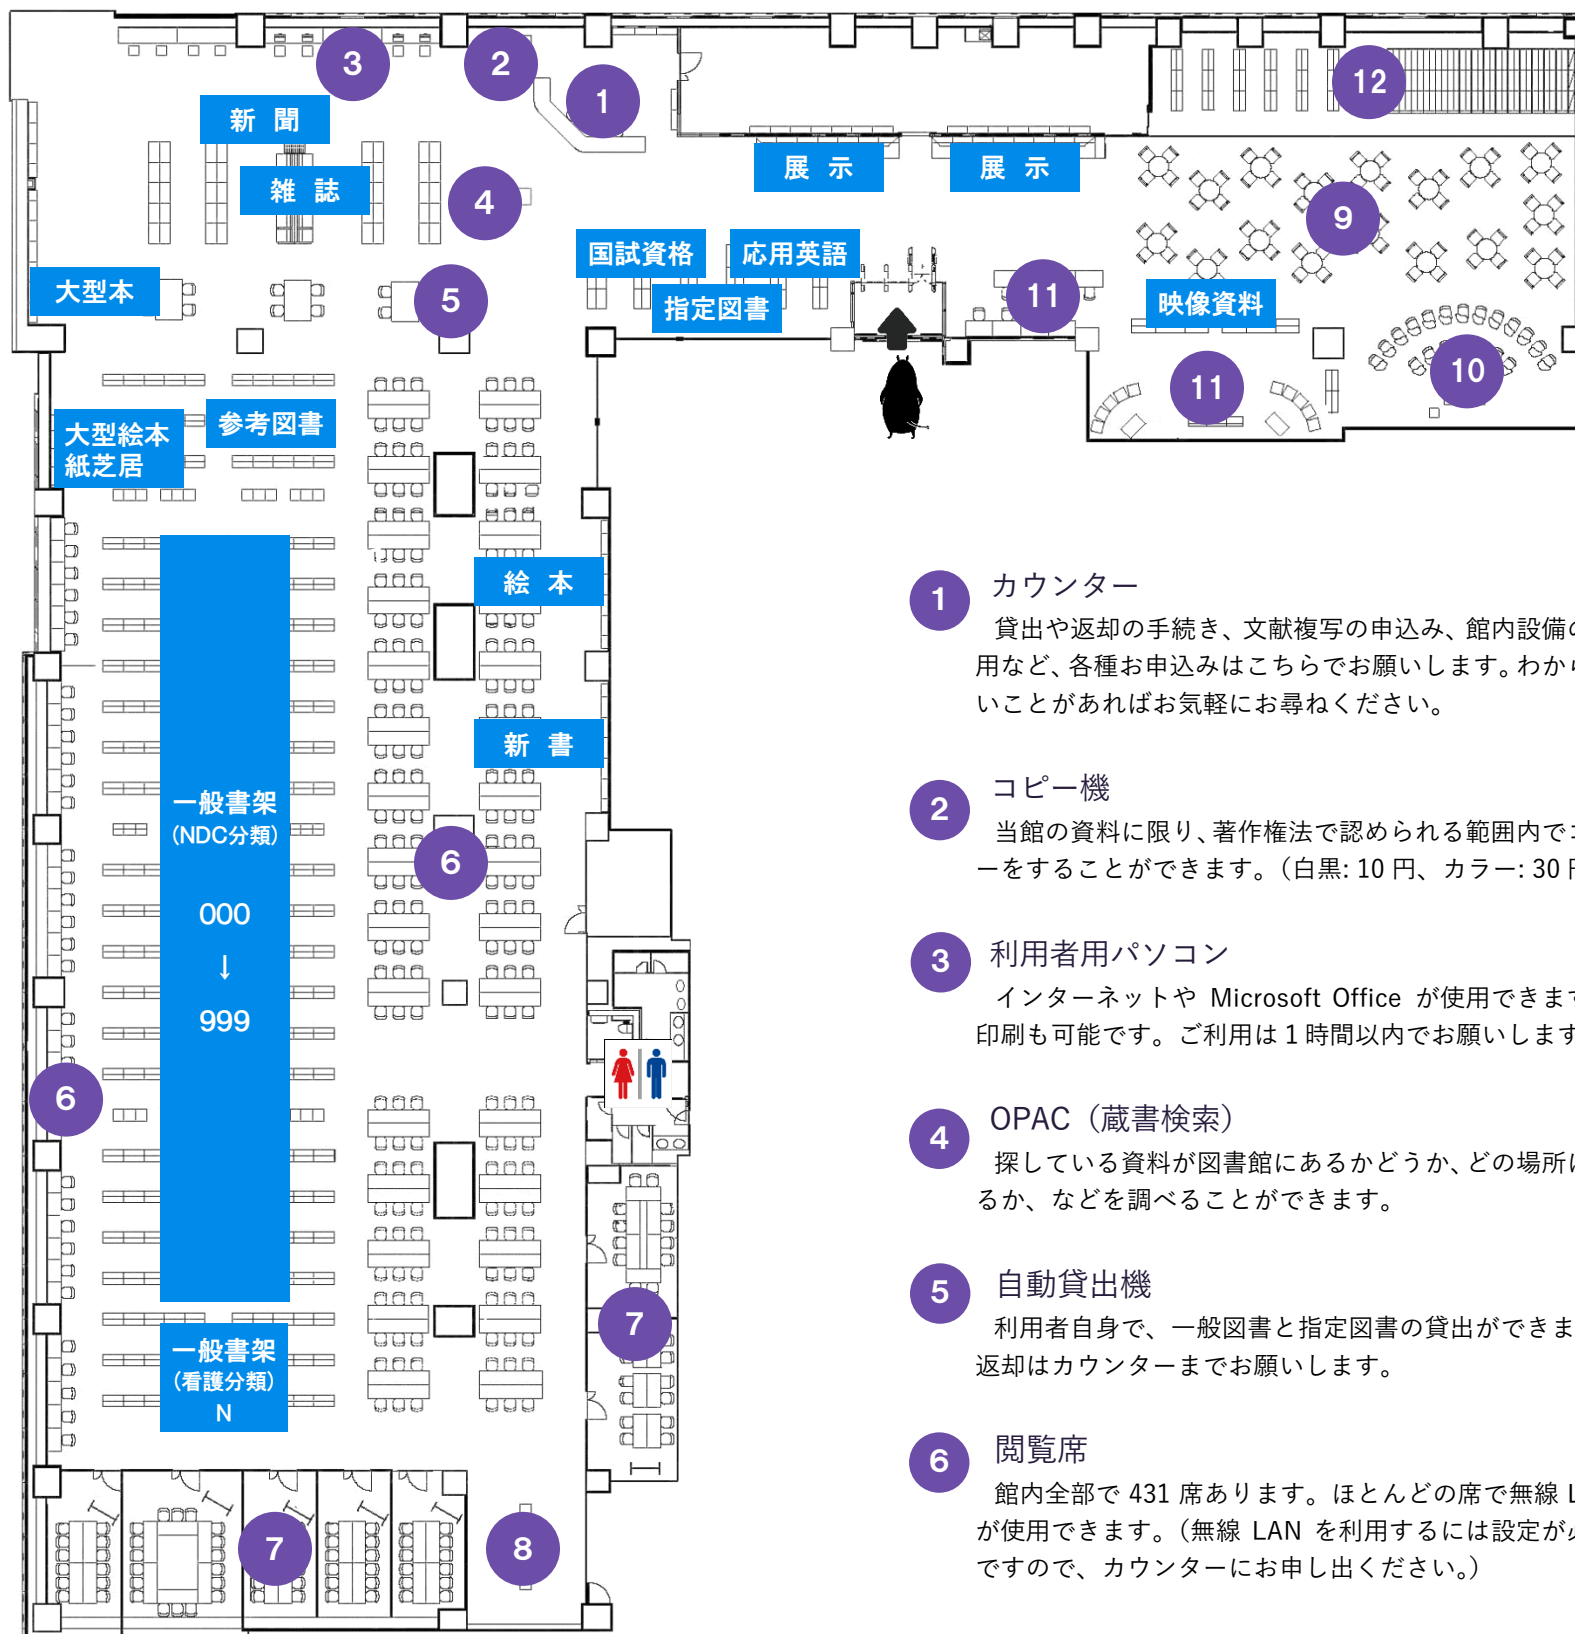 3
2
1
12
新 聞
雑 誌
4
展 示
展 示
9
国試資格
応用英語
指定図書
大型本
5
11
映像資料
11
10
大型絵本
紙芝居
参考図書
絵 本
新 書
一般書架
(NDC分類)
000
↓
999
6
6
7
一般書架
(看護分類)
N
7
8
1
カウンター
貸出や返却の手続き、文献複写の申込み、館内設備の
用など、各種お申込みはこちらでお願いします。わから
いことがあればお気軽にお尋ねください。
2
コピー機
当館の資料に限り、著作権法で認められる範囲内でコ
ーをすることができます。（白黒: 10 円、カラー: 30 円
3
利用者用パソコン
インターネットや Microsoft Office が使用できます
印刷も可能です。ご利用は 1 時間以内でお願いします
4
OPAC（蔵書検索）
探している資料が図書館にあるかどうか、どの場所に
るか、などを調べることができます。
5
自動貸出機
利用者自身で、一般図書と指定図書の貸出ができま
返却はカウンターまでお願いします。
6
閲覧席
館内全部で 431 席あります。ほとんどの席で無線 L
が使用できます。（無線 LAN を利用するには設定が必
ですので、カウンターにお申し出ください。）